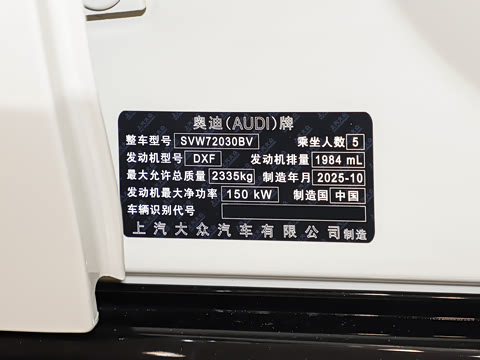 奥迪(AUDI)牌
整车型号 SVW72030BV 乘坐人数 5
发动机型号 DXF 发动机排量 1984 mL
最大允许总质量 2335kg 制造年月 2025-10
发动机最大净功率 150 kW 制造国 中国
车辆识别代号
上汽大众汽车有限公司制造